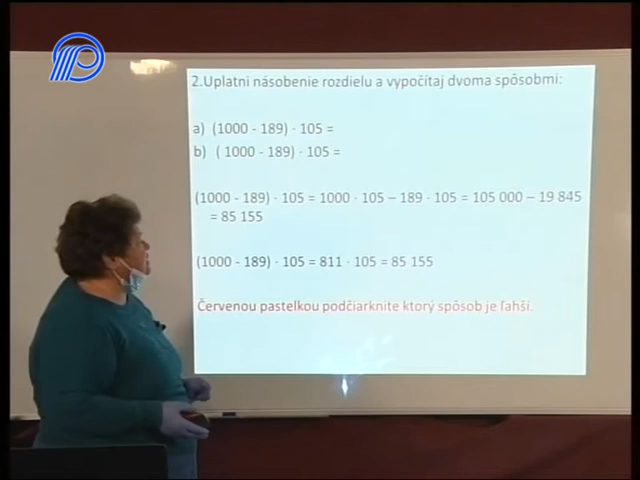 2.Uplatni násobenie rozdielu a vypočítaj dvoma spôsobmi:
a) (1000 - 189) · 105 =
b) ( 1000 - 189) · 105 =
(1000 - 189) · 105 = 1000 · 105 – 189 · 105 = 105 000 – 19 845
= 85 155
(1000 - 189) · 105 = 811 · 105 = 85 155
Červenou pastelkou podčiarknite ktorý spôsob je ľahší.